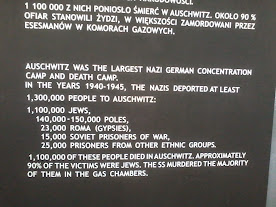 1 100 000 Z NICH PONIOSŁO ŚMIERĆ W AUSCHWITZ. OKOŁO 90 %
OFIAR STANOWILI ŻYDZI, W WIĘKSZOŚCI ZAMORDOWANI PRZEZ
ESESMANÓW W KOMORACH GAZOWYCH.
AUSCHWITZ WAS THE LARGEST NAZI GERMAN CONCENTRATION
CAMP AND DEATH CAMP.
IN THE YEARS 1940-1945, THE NAZIS DEPORTED AT LEAST
1,300,000 PEOPLE TO AUSCHWITZ:
1,100,000 JEWS,
140,000-150,000 POLES,
23,000 ROMA (GYPSIES),
15,000 SOVIET PRISONERS OF WAR,
25,000 PRISONERS FROM OTHER ETHNIC GROUPS.
1,100,000 OF THESE PEOPLE DIED IN AUSCHWITZ. APPROXIMATELY
90% OF THE VICTIMS WERE JEWS. THE SS MURDERED THE MAJORITY
OF THEM IN THE GAS CHAMBERS.